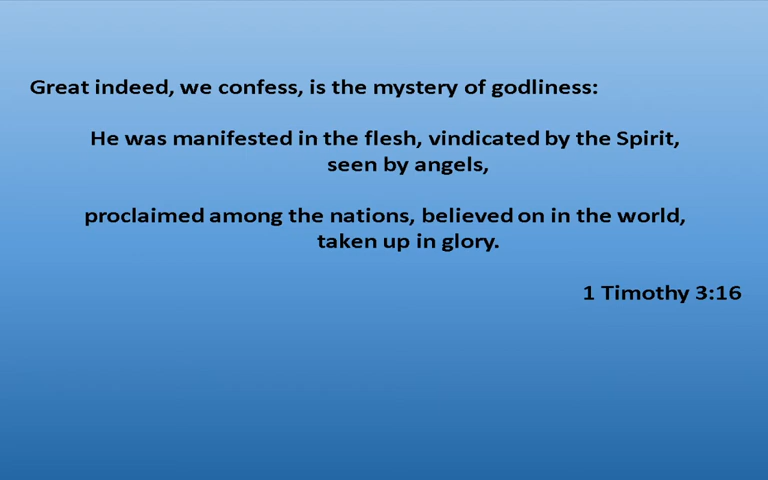 Great indeed, we confess, is the mystery of godliness:
He was manifested in the flesh, vindicated by the Spirit,
seen by angels,
proclaimed among the nations, believed on in the world,
taken up in glory.
1 Timothy 3:16